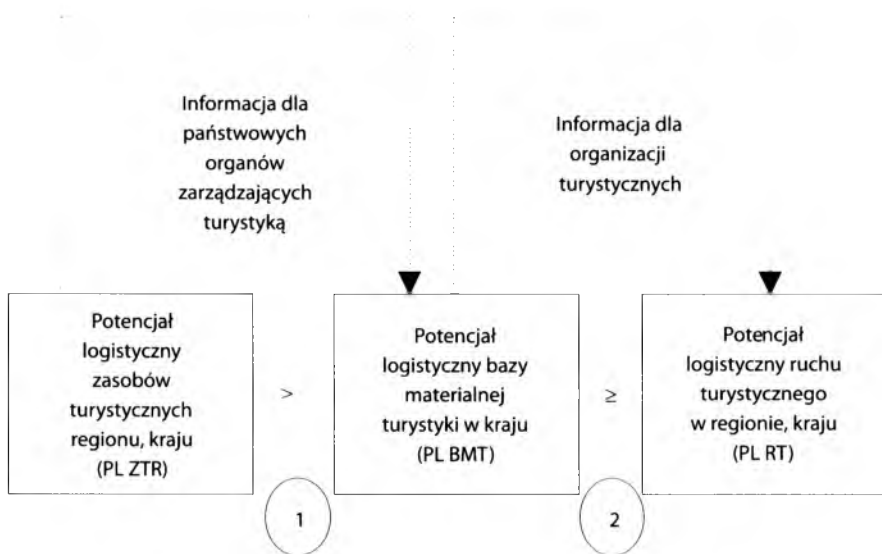 Informacja dla
państwowych
organów
zarządzających
turystyką
Informacja dla
organizacji
turystycznych
Potencjał
logistyczny
zasobów
turystycznych
regionu, kraju
(PL ZTR)
>
Potencjał
logistyczny bazy
materialnej
turystyki w kraju
(PL BMT)
≥
Potencjał
logistyczny ruchu
turystycznego
w regionie, kraju
(PL RT)
1
2